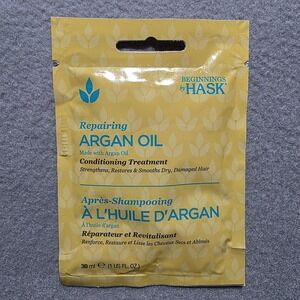 BEGINNINGS
by HASK
Repairing
ARGAN OIL
Made with Argan Oil
Conditioning Treatment
Strengthens, Restores & Smooths Dry, Damaged Hair
Après-Shampooing
À L'HUILE D'ARGAN
À l'huile d'argan
Réparateur et Revitalisant
Renforce, Restaure et Lisse les Cheveux Secs et Abîmés
30 ml ℮ (1 US FL OZ.)